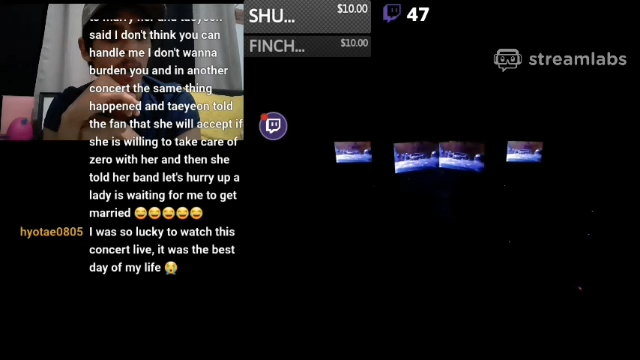 to marry her and taeyeon
said I don't think you can
handle me I don't wanna
burden you and in another
concert the same thing
happened and taeyeon told
the fan that she will accept if
she is willing to take care of
zero with her and then she
told her band let's hurry up a
lady is waiting for me to get
married 😅😅😅😅😅
hyotae0805 I was so lucky to watch this
concert live, it was the best
day of my life 😭
SHU... $10.00
FINCH... $10.00
47
streamlabs